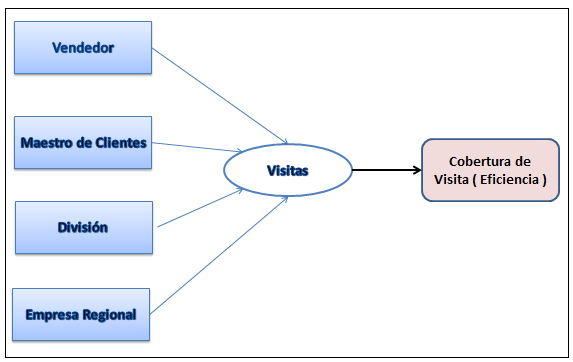 Vendedor
Maestro de Clientes
División
Empresa Regional
Visitas
Cobertura de
Visita ( Eficiencia )